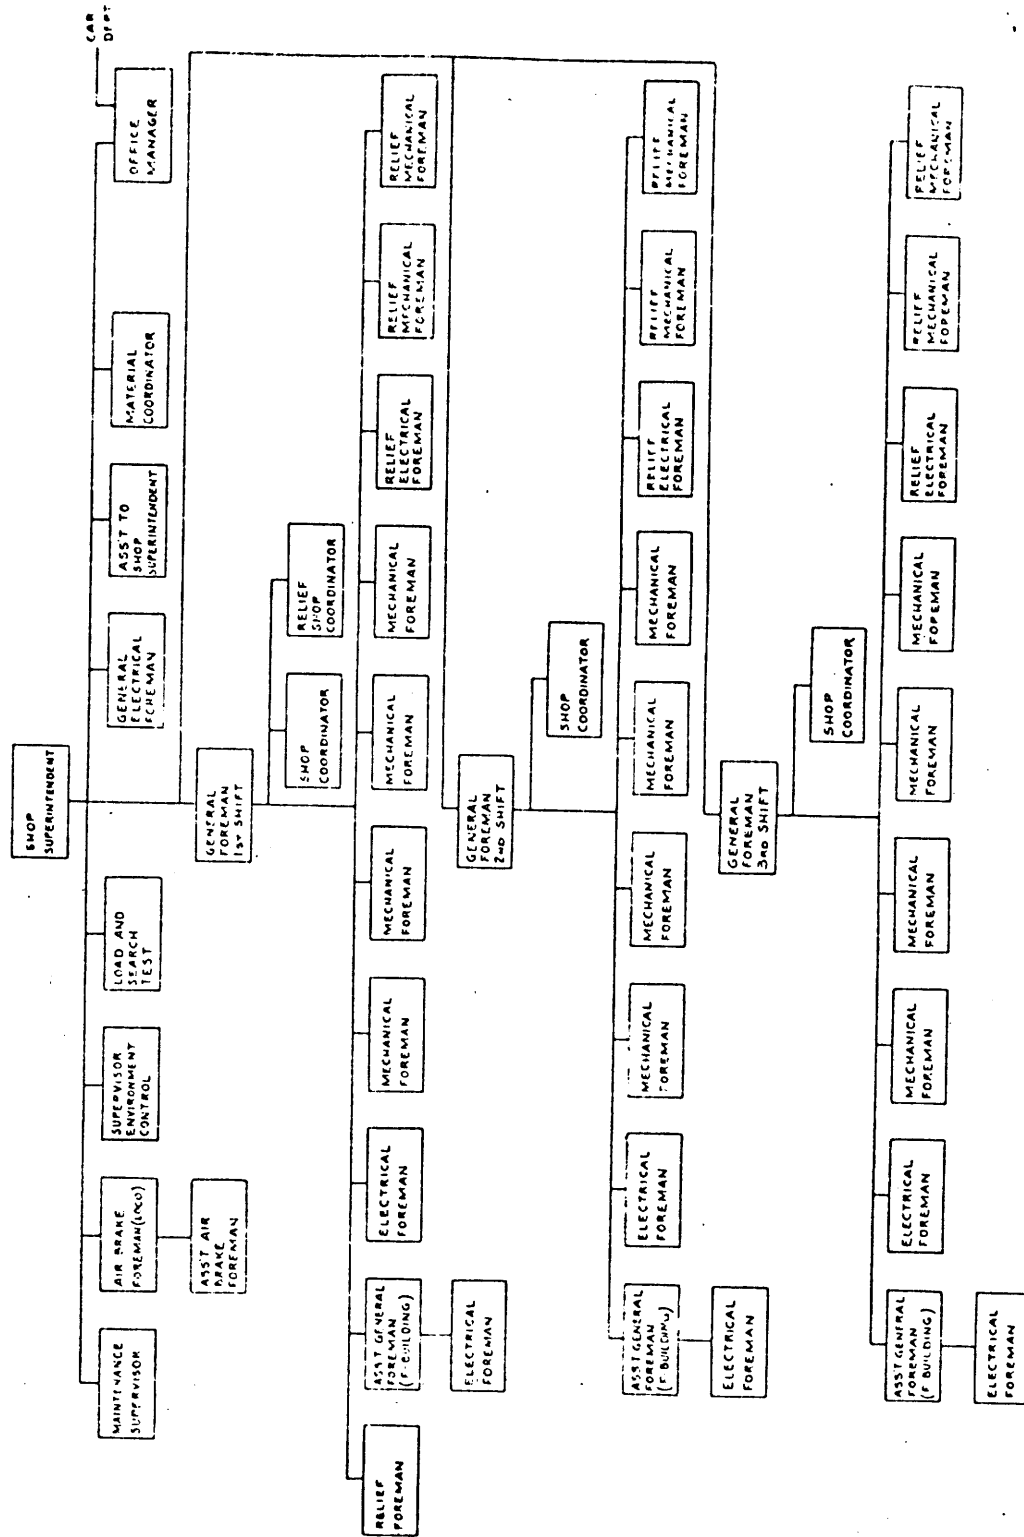 SHOP
SUPERINTENDENT
MAINTENANCE
SUPERVISOR
AIR BRAKE
FOREMAN (LOCO)
SUPERVISOR
ENVIRONMENT
CONTROL
LOAD AND
SEARCH
TEST
GENERAL
ELECTRICAL
FOREMAN
ASS'T TO
SHOP
SUPERINTENDENT
MATERIAL
COORDINATOR
OFFICE
MANAGER
CAR
DEPT
ASS'T AIR
BRAKE
FOREMAN
GENERAL
FOREMAN
1ST SHIFT
SHOP
COORDINATOR
RELIEF
SHOP
COORDINATOR
RELIEF
FOREMAN
ASS'T GENERAL
FOREMAN
(F-BUILDING)
ELECTRICAL
FOREMAN
MECHANICAL
FOREMAN
MECHANICAL
FOREMAN
MECHANICAL
FOREMAN
MECHANICAL
FOREMAN
RELIEF
ELECTRICAL
FOREMAN
RELIEF
MECHANICAL
FOREMAN
RELIEF
MECHANICAL
FOREMAN
ELECTRICAL
FOREMAN
GENERAL
FOREMAN
2ND SHIFT
SHOP
COORDINATOR
ASS'T GENERAL
FOREMAN
(F-BUILDING)
ELECTRICAL
FOREMAN
MECHANICAL
FOREMAN
MECHANICAL
FOREMAN
MECHANICAL
FOREMAN
MECHANICAL
FOREMAN
RELIEF
ELECTRICAL
FOREMAN
RELIEF
MECHANICAL
FOREMAN
RELIEF
MECHANICAL
FOREMAN
ELECTRICAL
FOREMAN
GENERAL
FOREMAN
3RD SHIFT
SHOP
COORDINATOR
ASS'T GENERAL
FOREMAN
(F BUILDING)
ELECTRICAL
FOREMAN
MECHANICAL
FOREMAN
MECHANICAL
FOREMAN
MECHANICAL
FOREMAN
MECHANICAL
FOREMAN
RELIEF
ELECTRICAL
FOREMAN
RELIEF
MECHANICAL
FOREMAN
RELIEF
MECHANICAL
FOREMAN
ELECTRICAL
FOREMAN